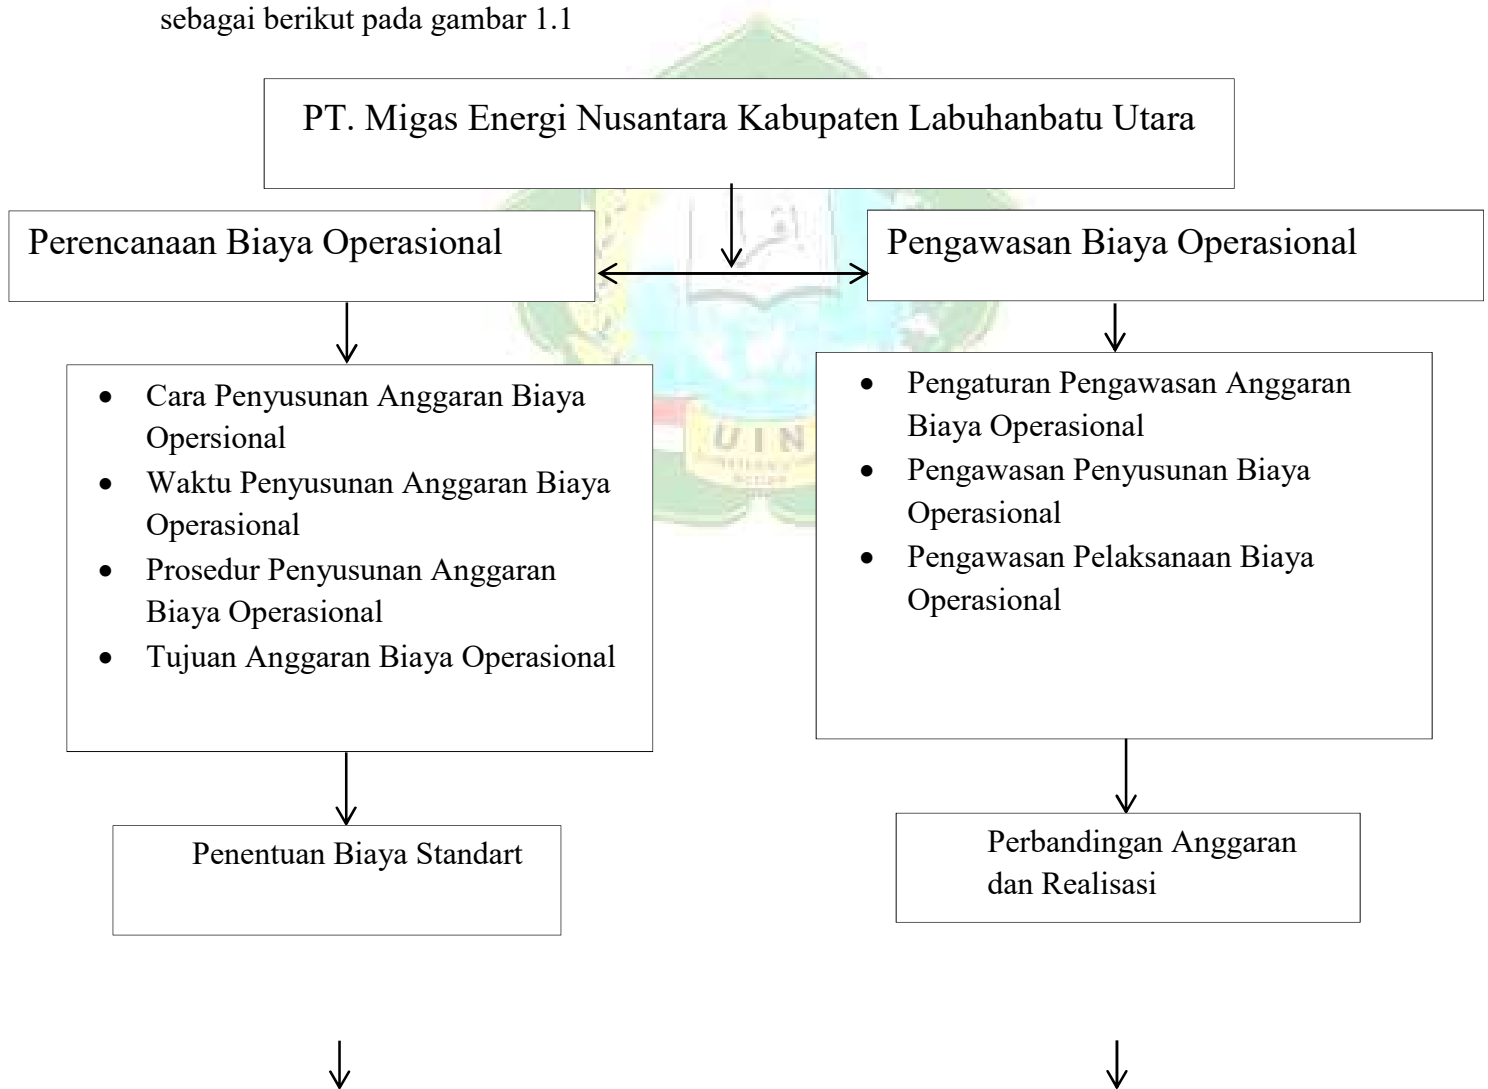 sebagai berikut pada gambar 1.1
PT. Migas Energi Nusantara Kabupaten Labuhanbatu Utara
Perencanaan Biaya Operasional
Pengawasan Biaya Operasional
• Cara Penyusunan Anggaran Biaya
Opersional
• Waktu Penyusunan Anggaran Biaya
Operasional
• Prosedur Penyusunan Anggaran
Biaya Operasional
• Tujuan Anggaran Biaya Operasional
• Pengaturan Pengawasan Anggaran
Biaya Operasional
• Pengawasan Penyusunan Biaya
Operasional
• Pengawasan Pelaksanaan Biaya
Operasional
UIN
Penentuan Biaya Standart
Perbandingan Anggaran
dan Realisasi